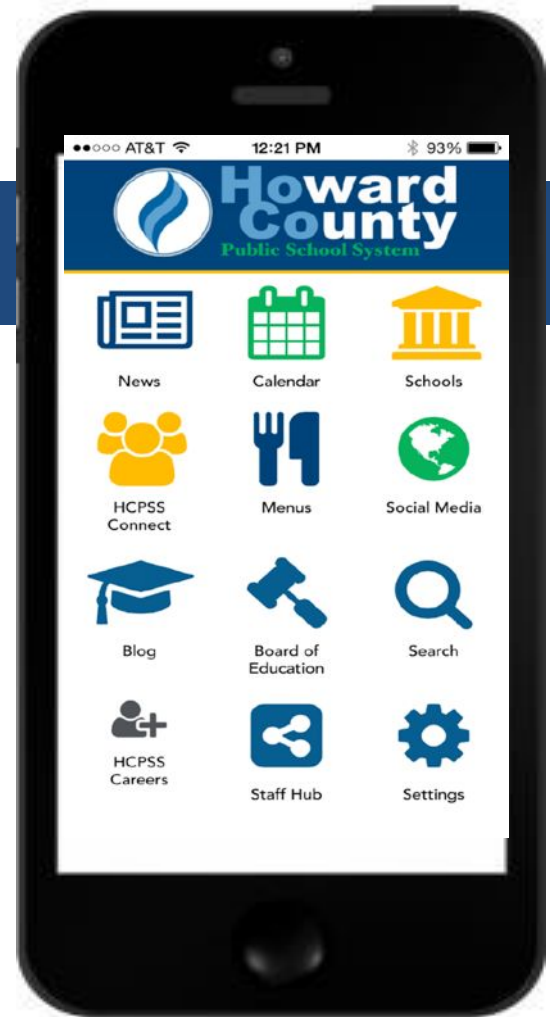 AT&T 12:21 PM 93%
Howard
County
Public School System
News Calendar Schools
HCPSS
Connect
Menus Social Media
Blog
Board of
Education
Search
HCPSS
Careers
Staff Hub Settings